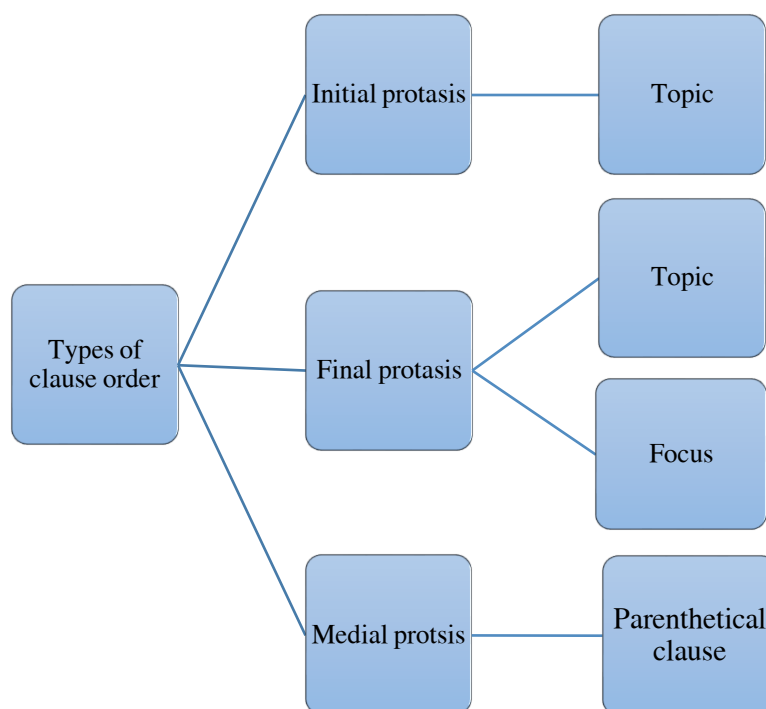 Initial protasis
Topic
Types of
clause order
Final protasis
Topic
Focus
Medial protsis
Parenthetical
clause